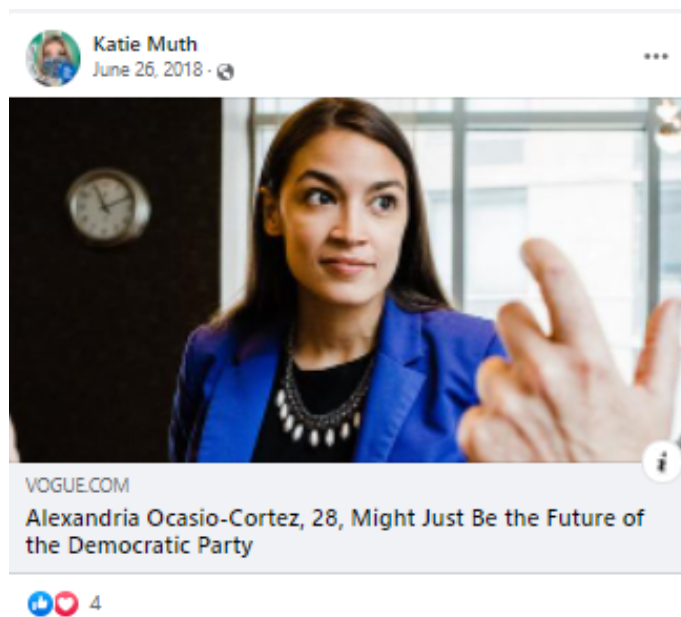 Katie Muth
June 26, 2018 ·
VOGUE.COM
Alexandria Ocasio-Cortez, 28, Might Just Be the Future of
the Democratic Party
4